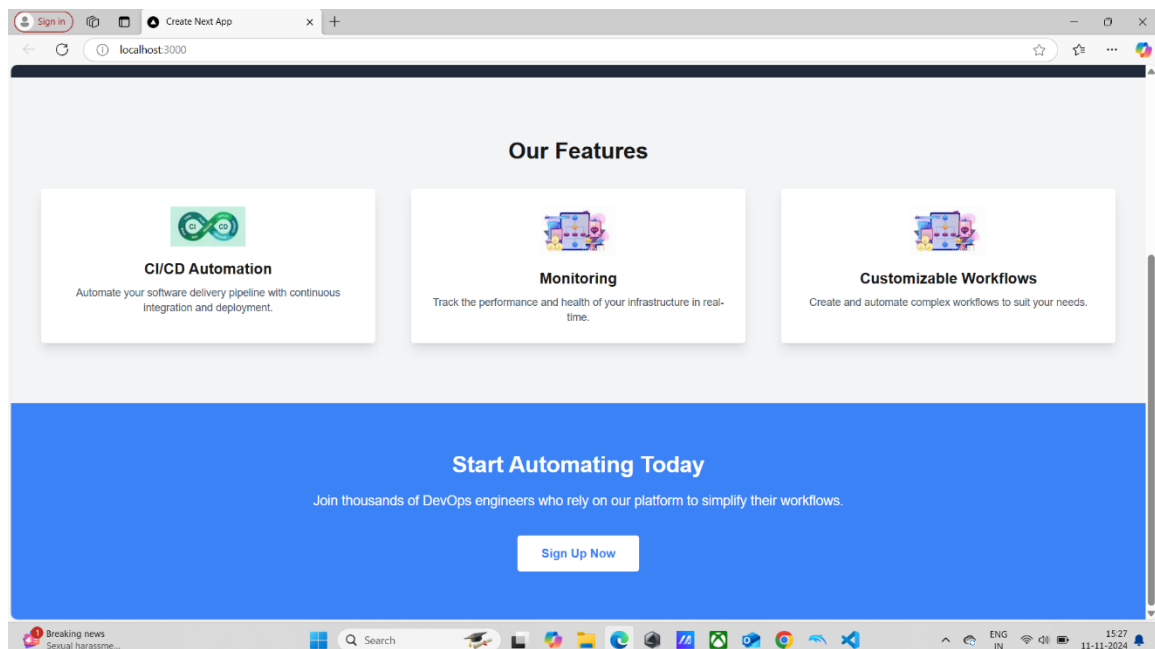 Sign in
Create Next App
localhost:3000
Our Features
CI
CD
CI/CD Automation
Automate your software delivery pipeline with continuous
integration and deployment.
Monitoring
Track the performance and health of your infrastructure in real-
time.
Customizable Workflows
Create and automate complex workflows to suit your needs.
Start Automating Today
Join thousands of DevOps engineers who rely on our platform to simplify their workflows.
Sign Up Now
1
Breaking news
Sexual harassme...
Search
ENG
IN
15:27
11-11-2024